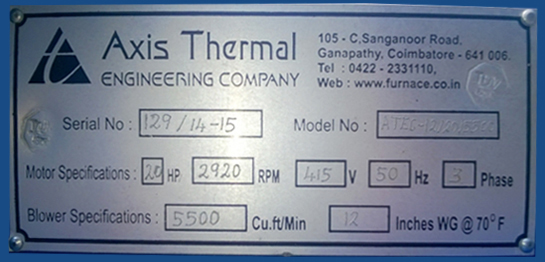 Axis Thermal
ENGINEERING COMPANY
105 - C,Sanganoor Road.
Ganapathy, Coimbatore - 641 006.
Tel : 0422 - 2331110,
Web : www.furnace.co.in
Serial No : 129/14-15
Model No :
Motor Specifications : 20 HP 2920 RPM 415 V 50 Hz 3 Phase
Blower Specifications : 5500 Cu.ft/Min 12 Inches WG @ 70°F